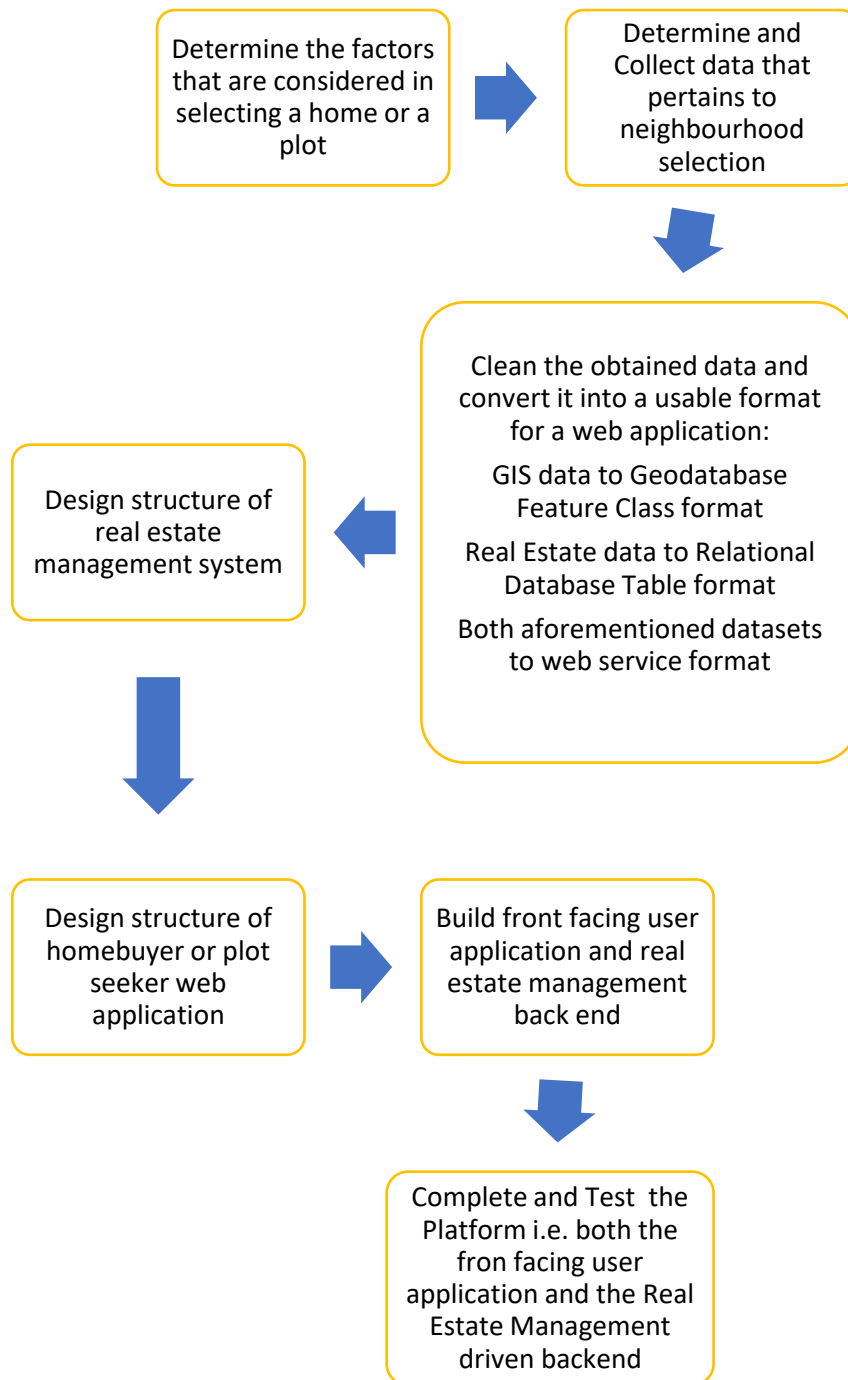 Determine the factors
that are considered in
selecting a home or a
plot
Determine and
Collect data that
pertains to
neighbourhood
selection
Clean the obtained data and
convert it into a usable format
for a web application:
GIS data to Geodatabase
Feature Class format
Real Estate data to Relational
Database Table format
Both aforementioned datasets
to web service format
Design structure of
real estate
management system
Design structure of
homebuyer or plot
seeker web
application
Build front facing user
application and real
estate management
back end
Complete and Test  the
Platform i.e. both the
fron facing user
application and the Real
Estate Management
driven backend